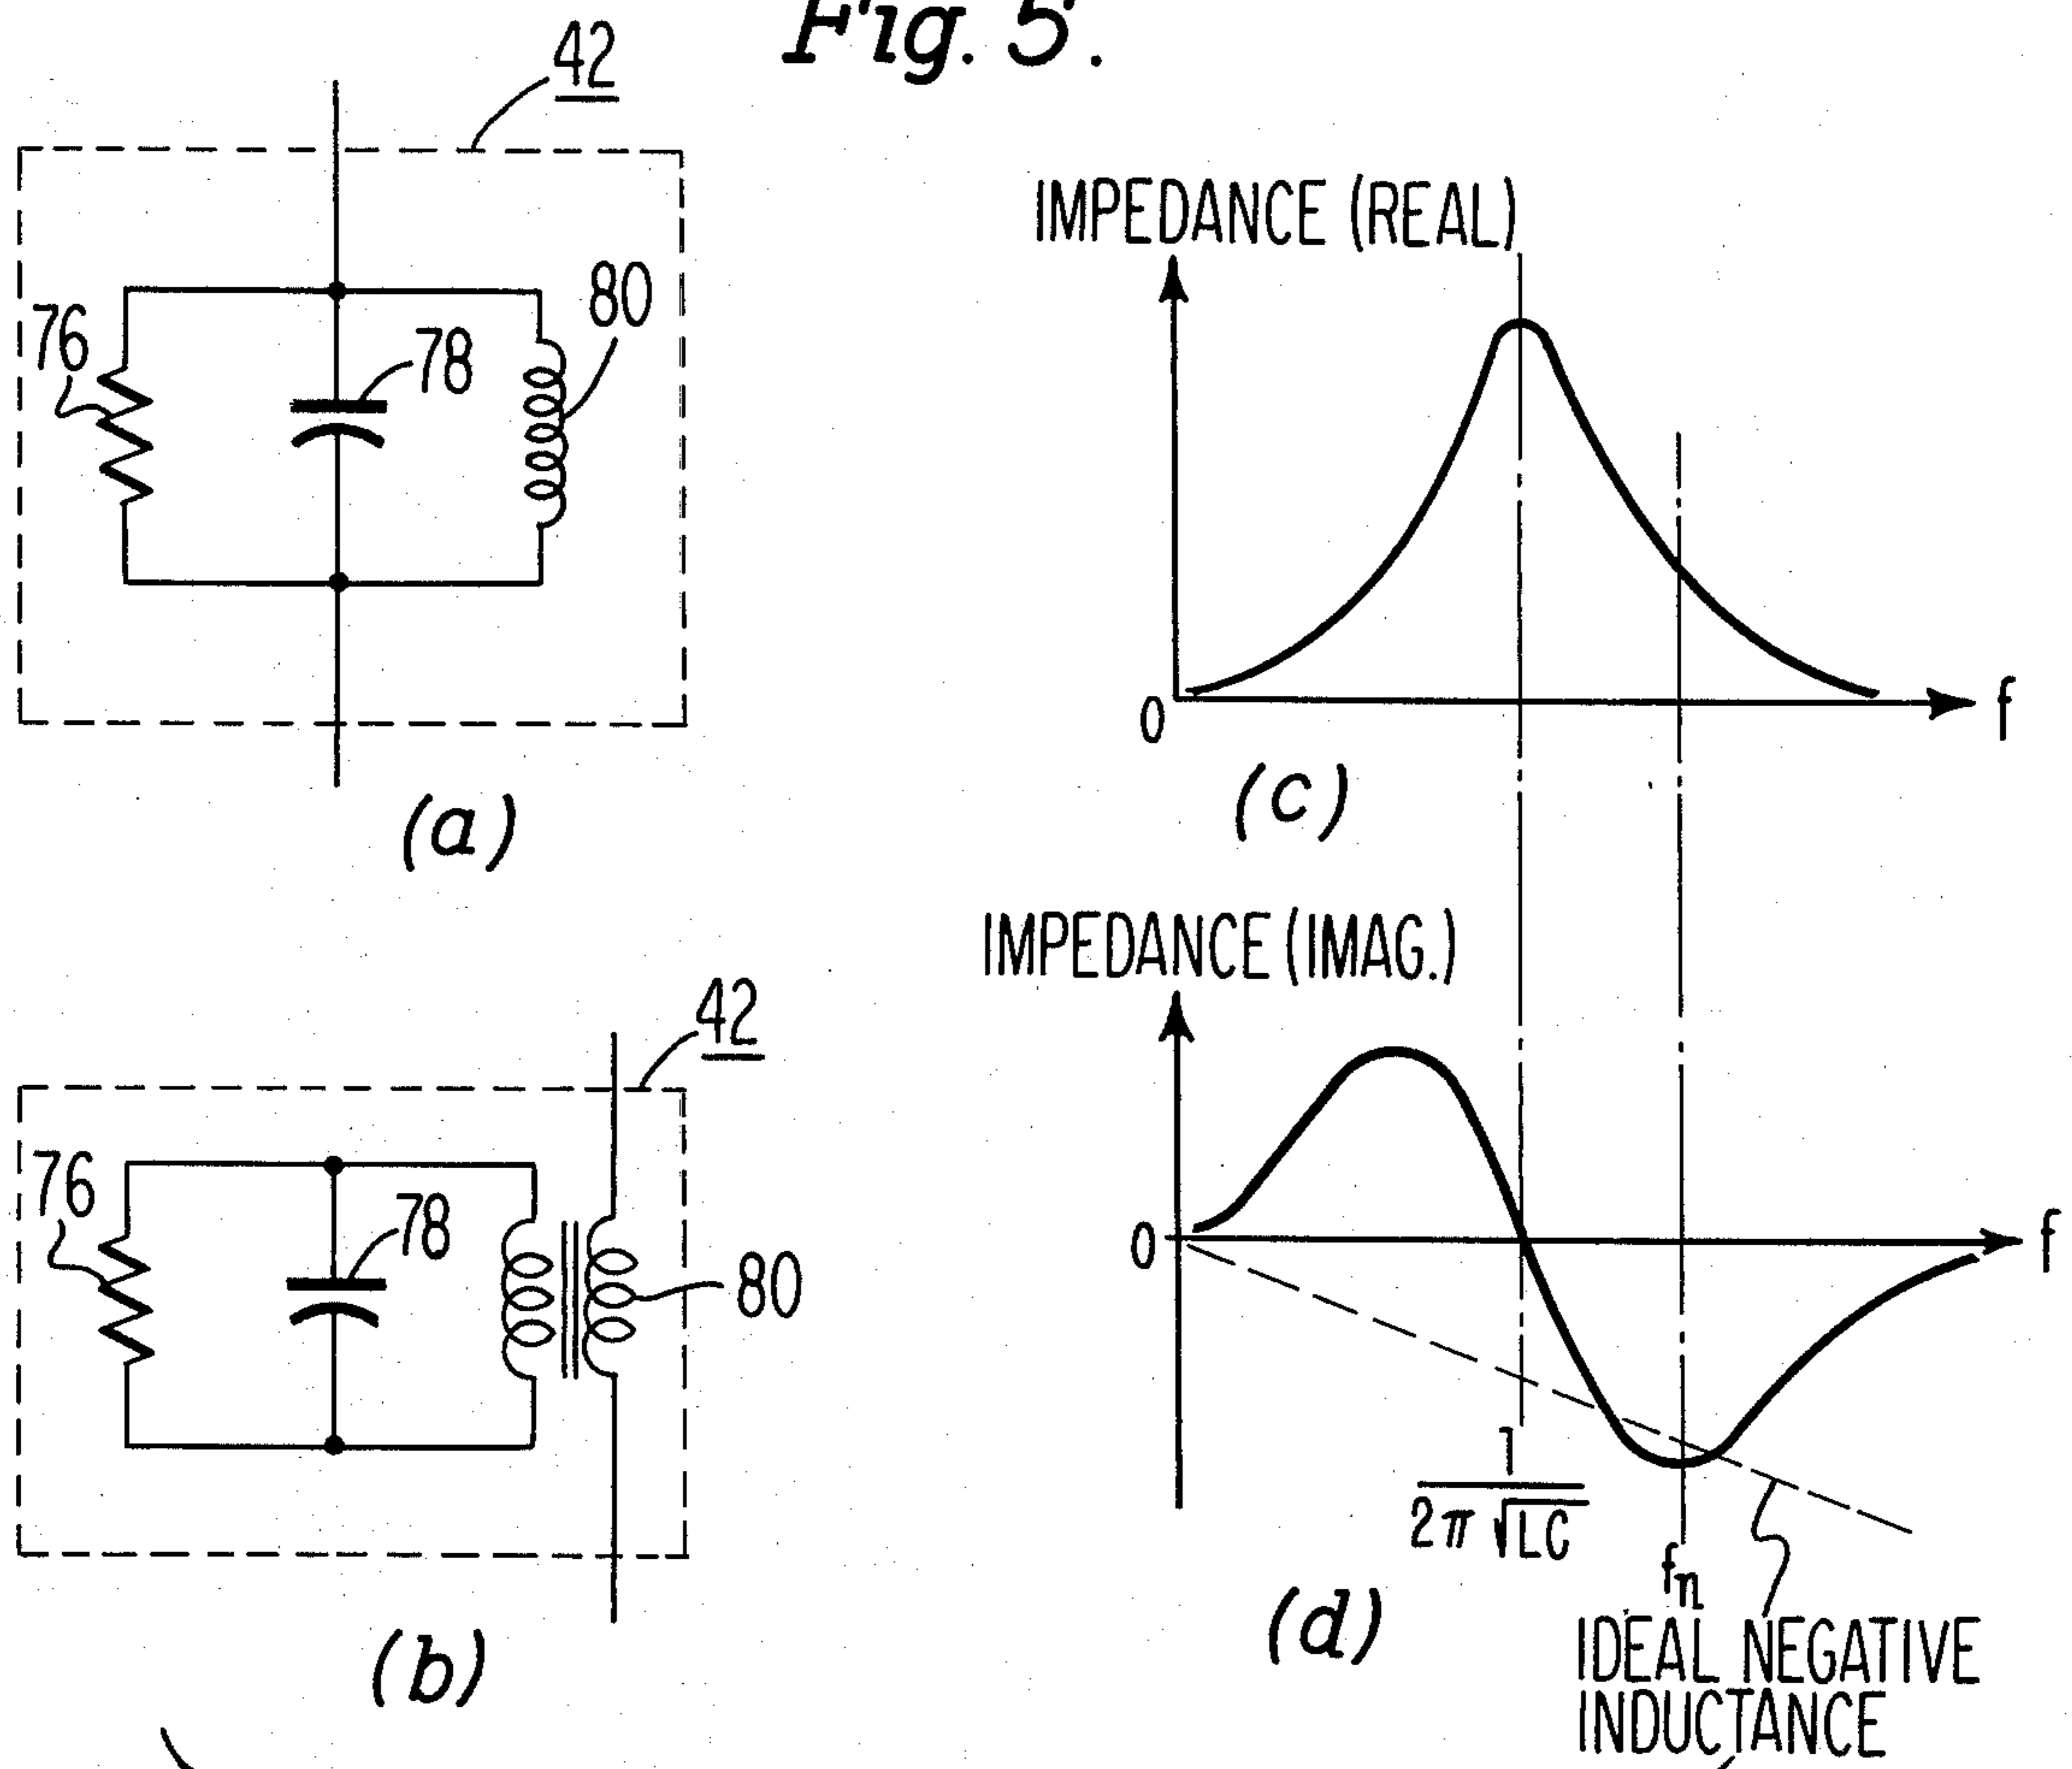 Fig. 5.
42
76
78
80
(a)
42
76
78
80
(b)
IMPEDANCE (REAL)
0
f
(c)
IMPEDANCE (IMAG.)
0
f
1
2π √LC
fn
(d)
IDEAL NEGATIVE
INDUCTANCE